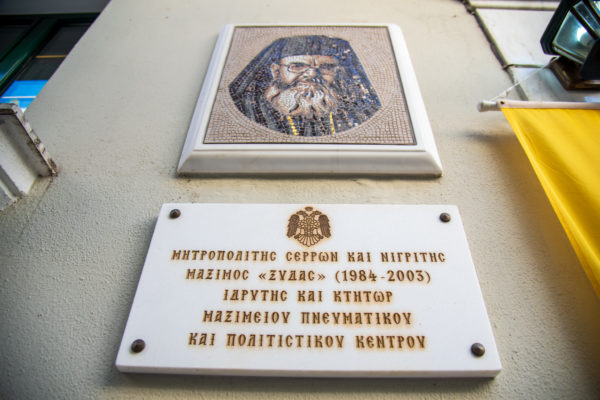 ΜΗΤΡΟΠΟΛΙΤΗΣ ΣΕΡΡΩΝ ΚΑΙ ΝΙΓΡΙΤΗΣ
ΜΑΞΙΜΟΣ «ΞΥΔΑΣ» (1984-2003)
ΙΔΡΥΤΗΣ ΚΑΙ ΚΤΗΤΩΡ
ΜΑΞΙΜΕΙΟΥ ΠΝΕΥΜΑΤΙΚΟΥ
ΚΑΙ ΠΟΛΙΤΙΣΤΙΚΟΥ ΚΕΝΤΡΟΥ